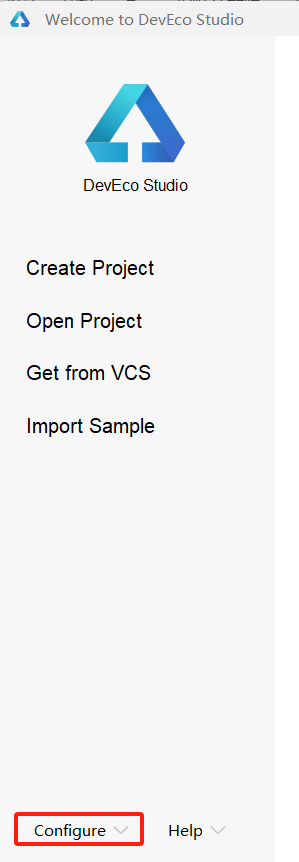 Welcome to DevEco Studio
DevEco Studio
Create Project
Open Project
Get from VCS
Import Sample
Configure
Help